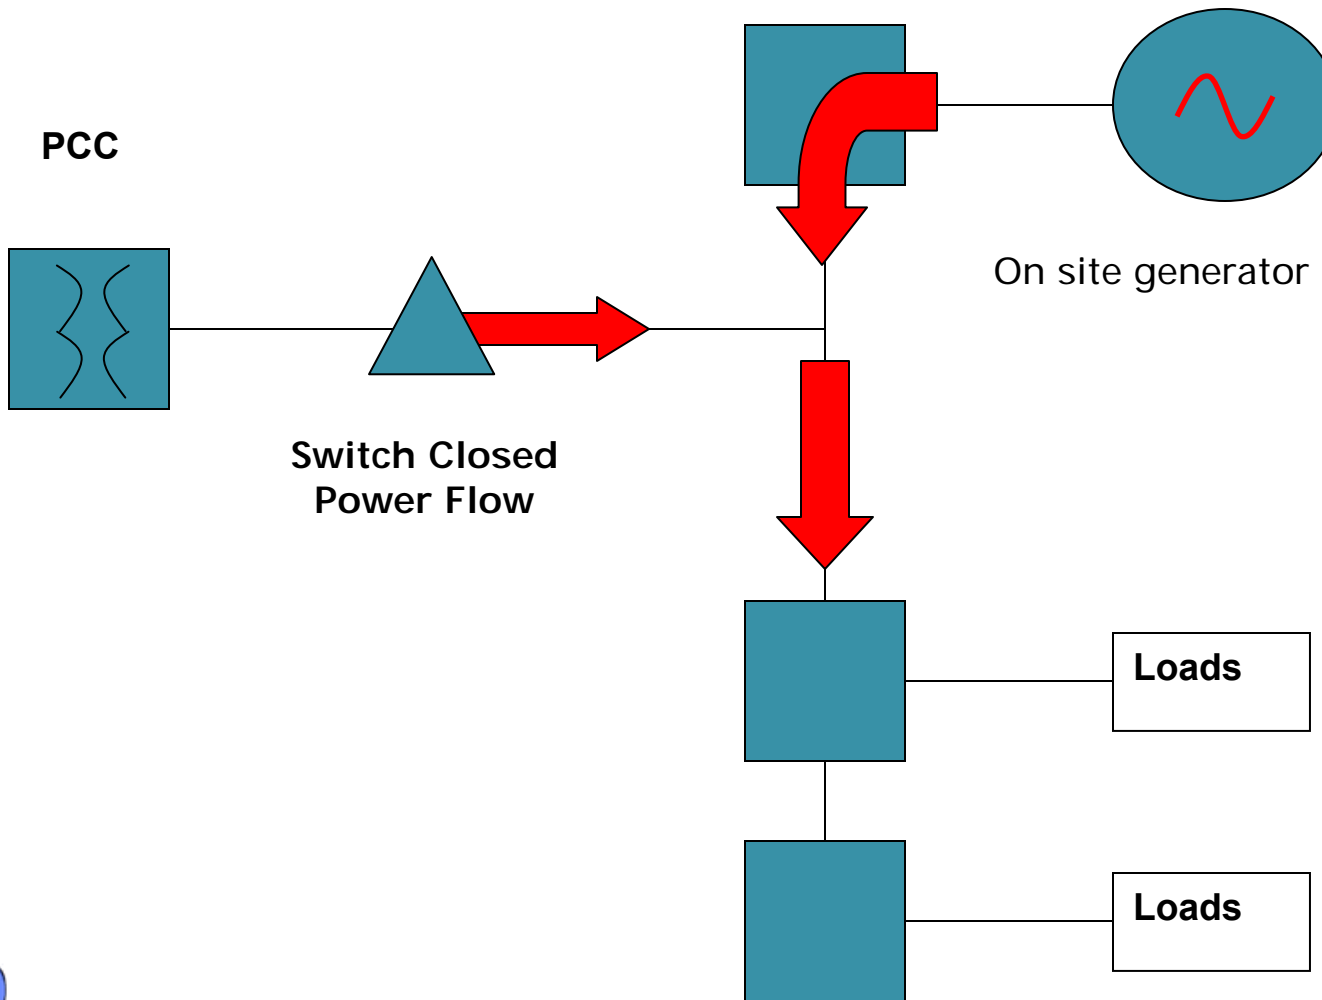 PCC
On site generator
Switch Closed
Power Flow
Loads
Loads